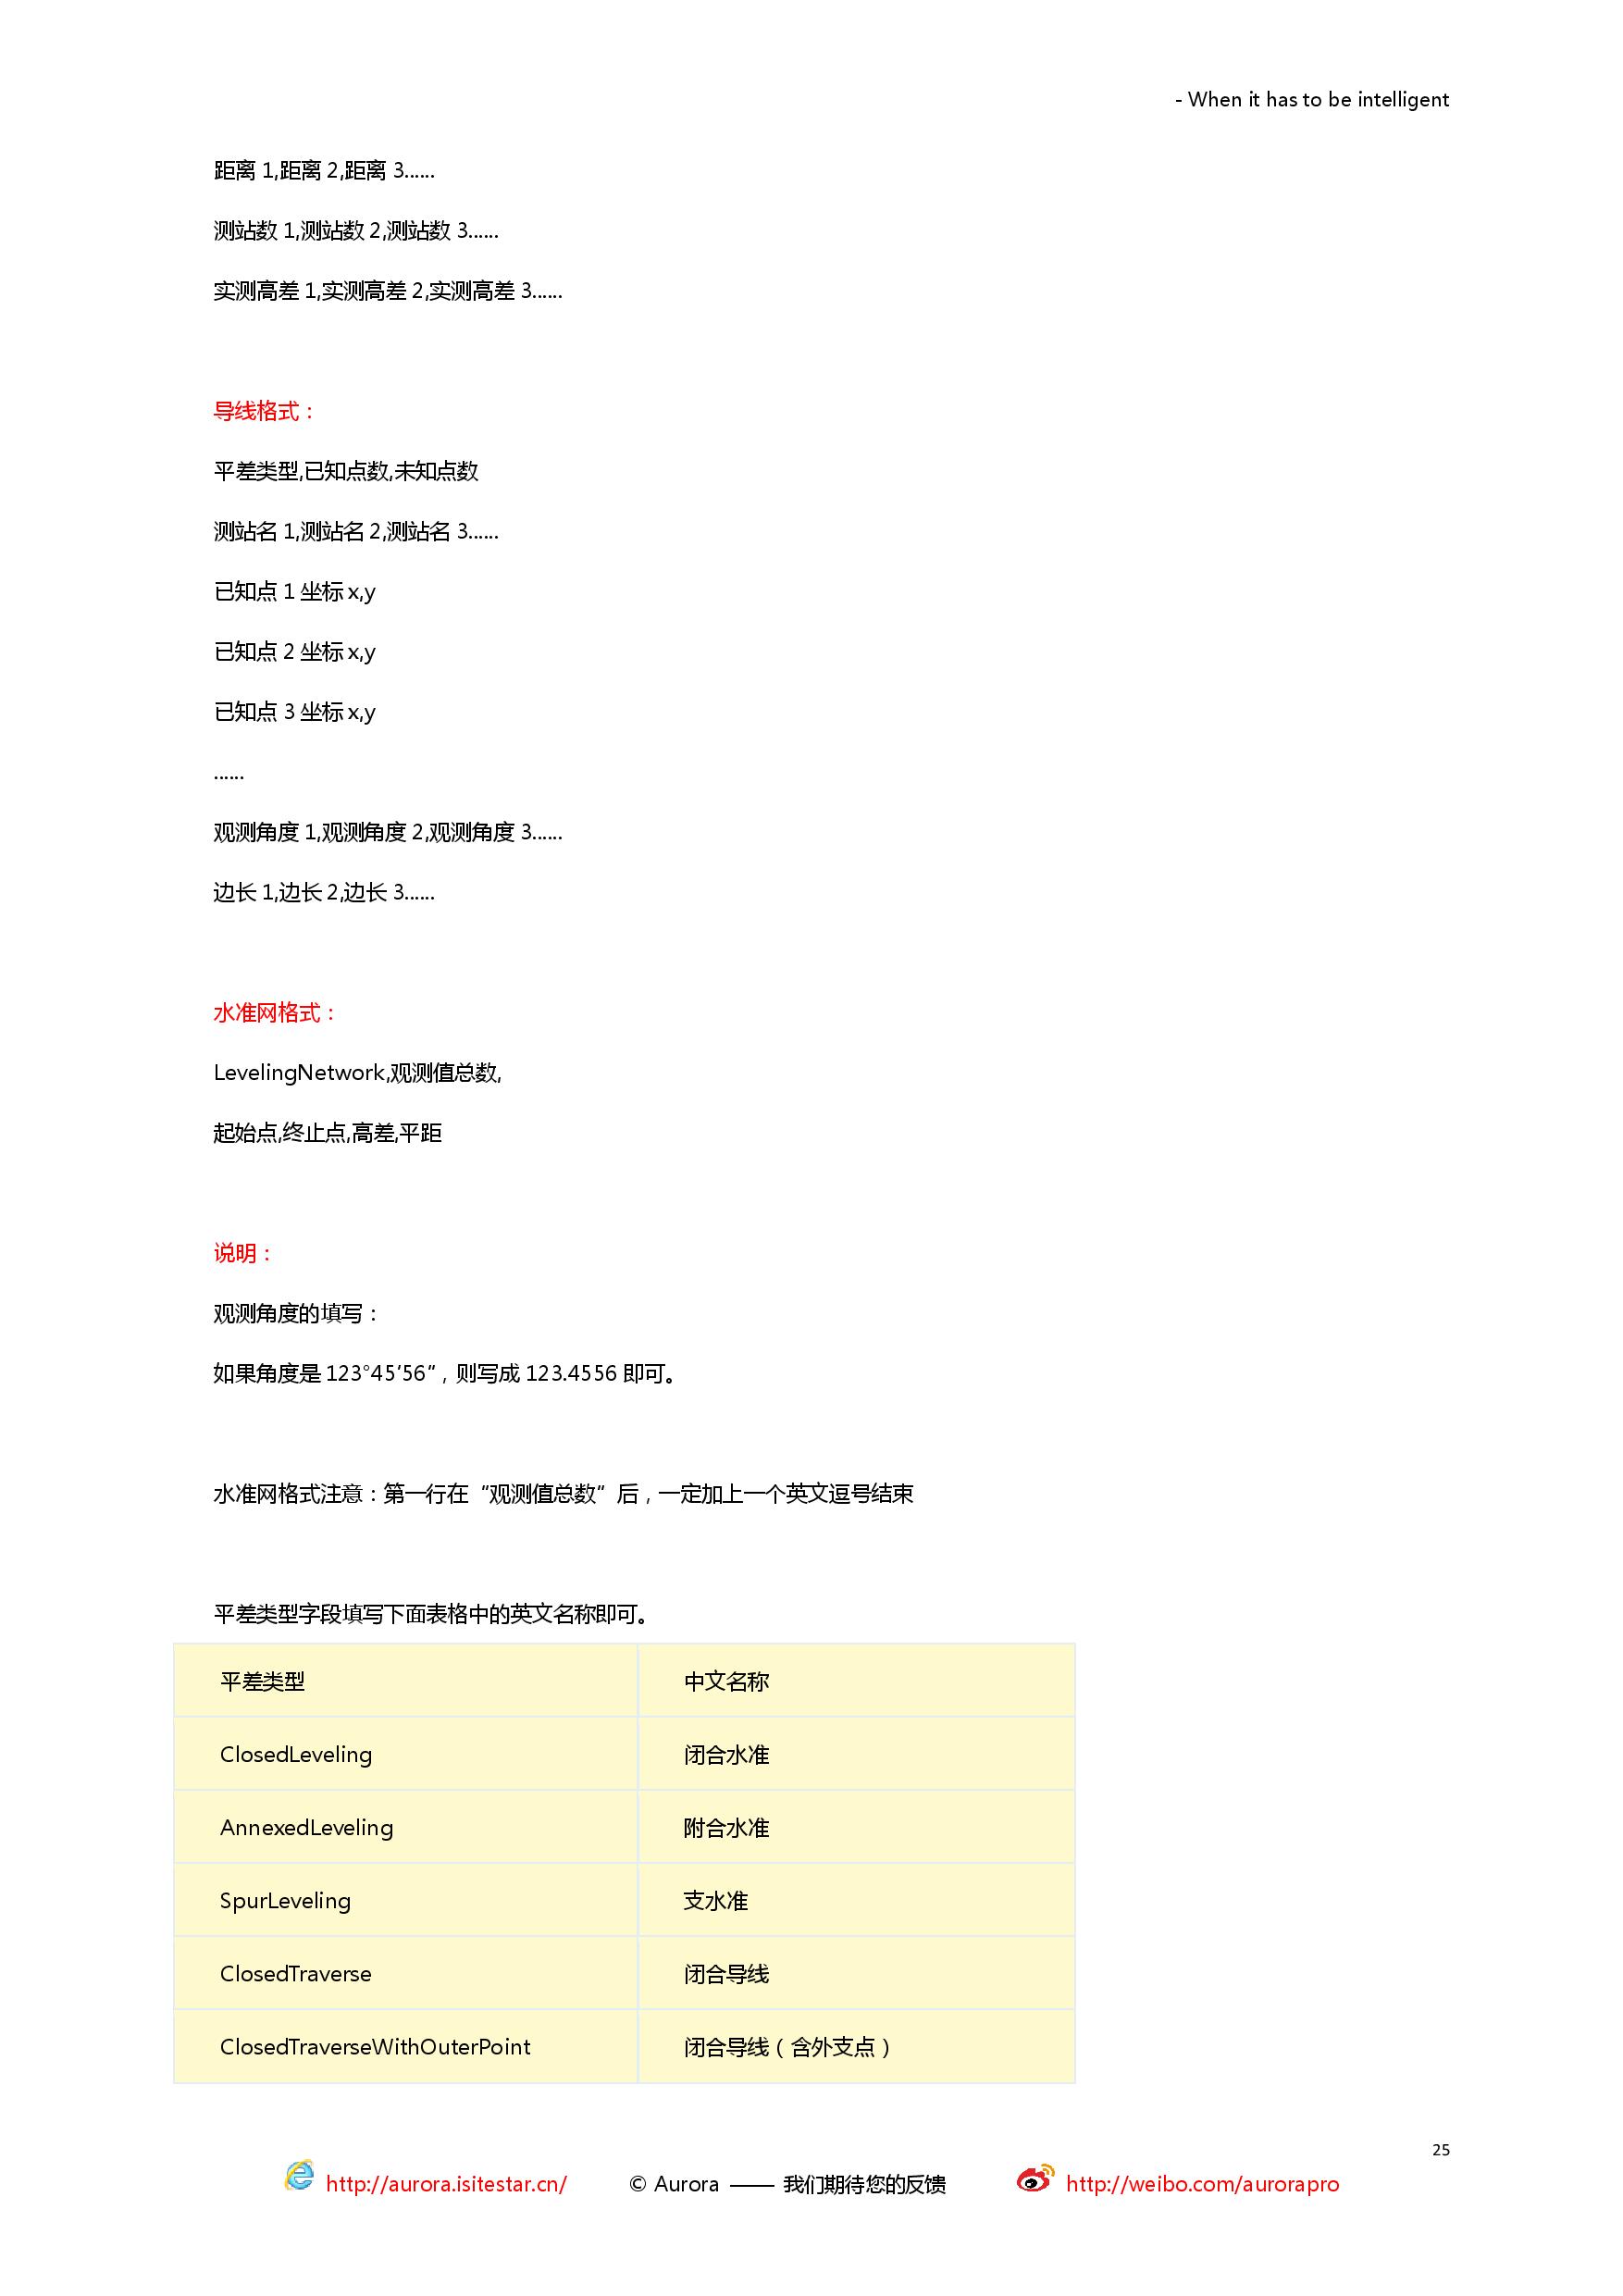 - When it has to be intelligent
距离 1,距离 2,距离 3……
测站数 1,测站数 2,测站数 3……
实测高差 1,实测高差 2,实测高差 3……
导线格式：
平差类型,已知点数,未知点数
测站名 1,测站名 2,测站名 3……
已知点 1 坐标 x,y
已知点 2 坐标 x,y
已知点 3 坐标 x,y
……
观测角度 1,观测角度 2,观测角度 3……
边长 1,边长 2,边长 3……
水准网格式：
LevelingNetwork,观测值总数,
起始点,终止点,高差,平距
说明：
观测角度的填写：
如果角度是 123°45‘56”，则写成 123.4556 即可。
水准网格式注意：第一行在“观测值总数”后，一定加上一个英文逗号结束
平差类型字段填写下面表格中的英文名称即可。
平差类型 中文名称
ClosedLeveling 闭合水准
AnnexedLeveling 附合水准
SpurLeveling 支水准
ClosedTraverse 闭合导线
ClosedTraverseWithOuterPoint 闭合导线（含外支点）
25
http://aurora.isitestar.cn/ © Aurora —— 我们期待您的反馈 http://weibo.com/aurorapro